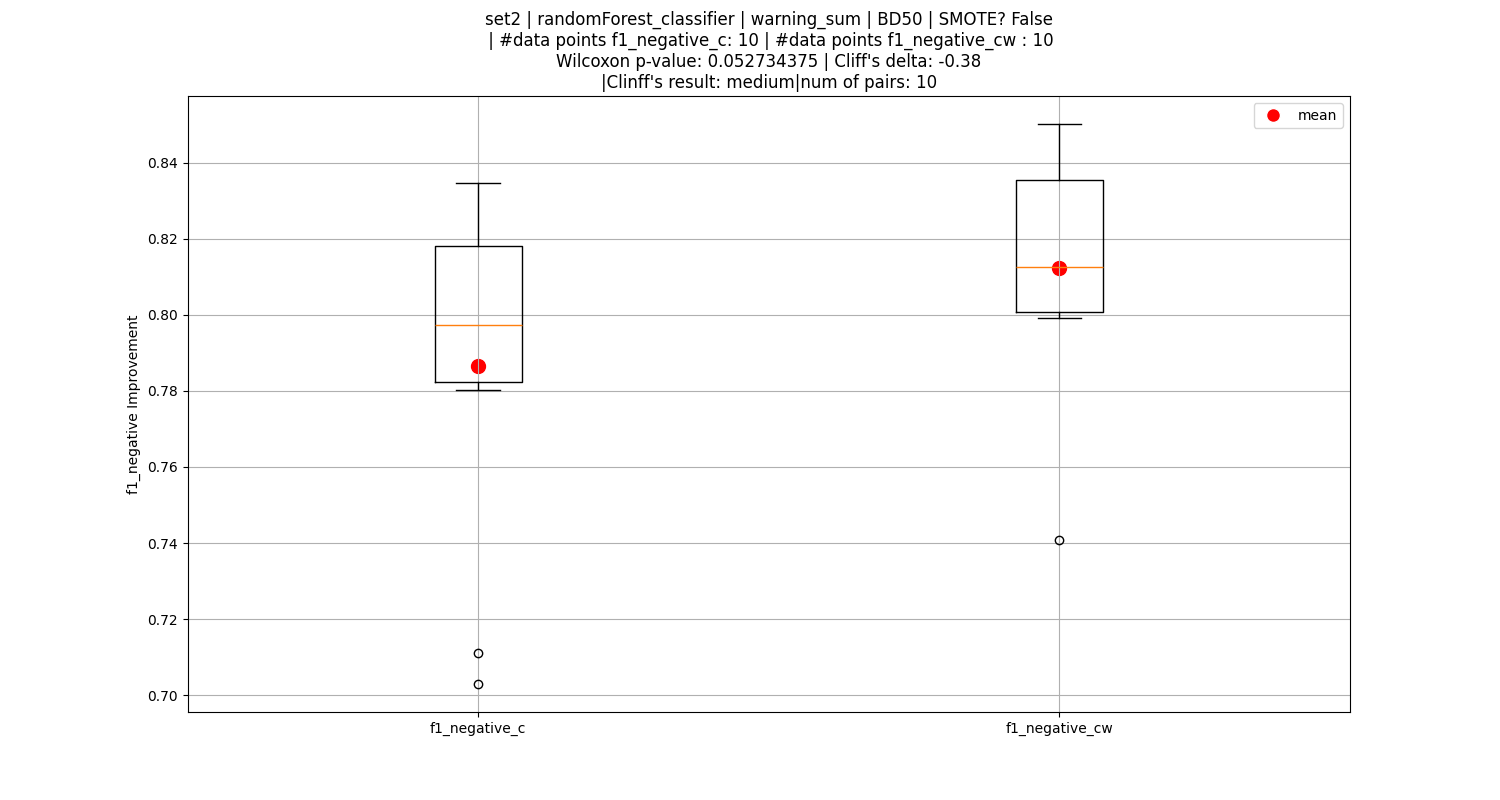 set2 | randomForest_classifier | warning_sum | BD50 | SMOTE? False
| #data points f1_negative_c: 10 | #data points f1_negative_cw : 10
Wilcoxon p-value: 0.052734375 | Cliff's delta: -0.38
|Clinff's result: medium|num of pairs: 10
mean
0.84
0.82
0.80
0.78
0.76
0.74
0.72
0.70
f1_negative Improvement
f1_negative_c
f1_negative_cw